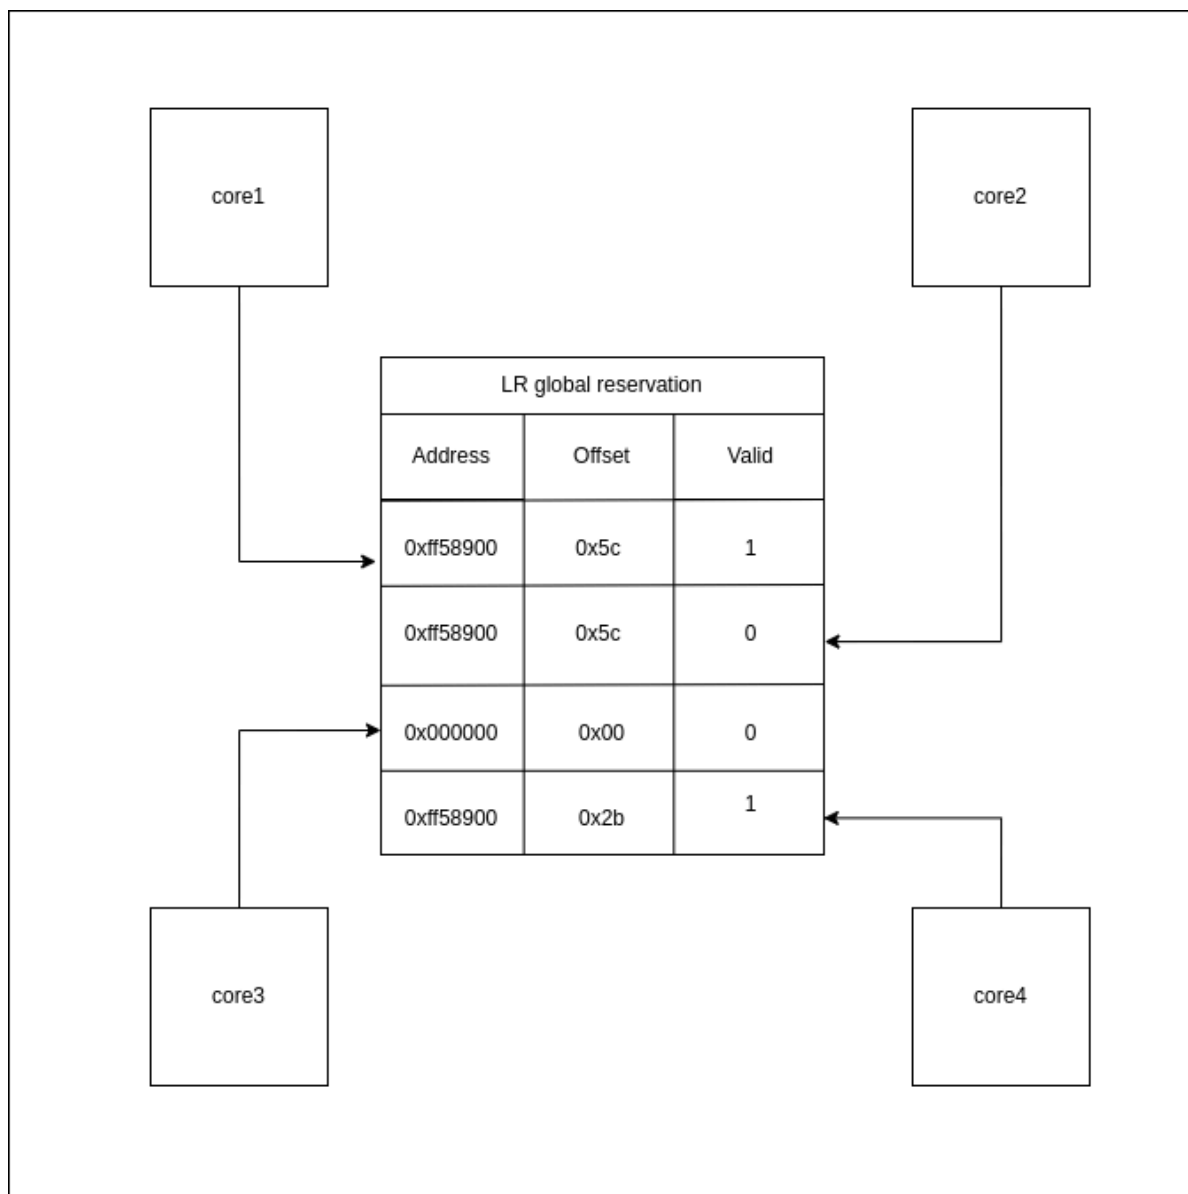 core1
core2
LR global reservation
Address Offset Valid
0xff58900 0x5c 1
0xff58900 0x5c 0
0x000000 0x00 0
0xff58900 0x2b 1
core3
core4